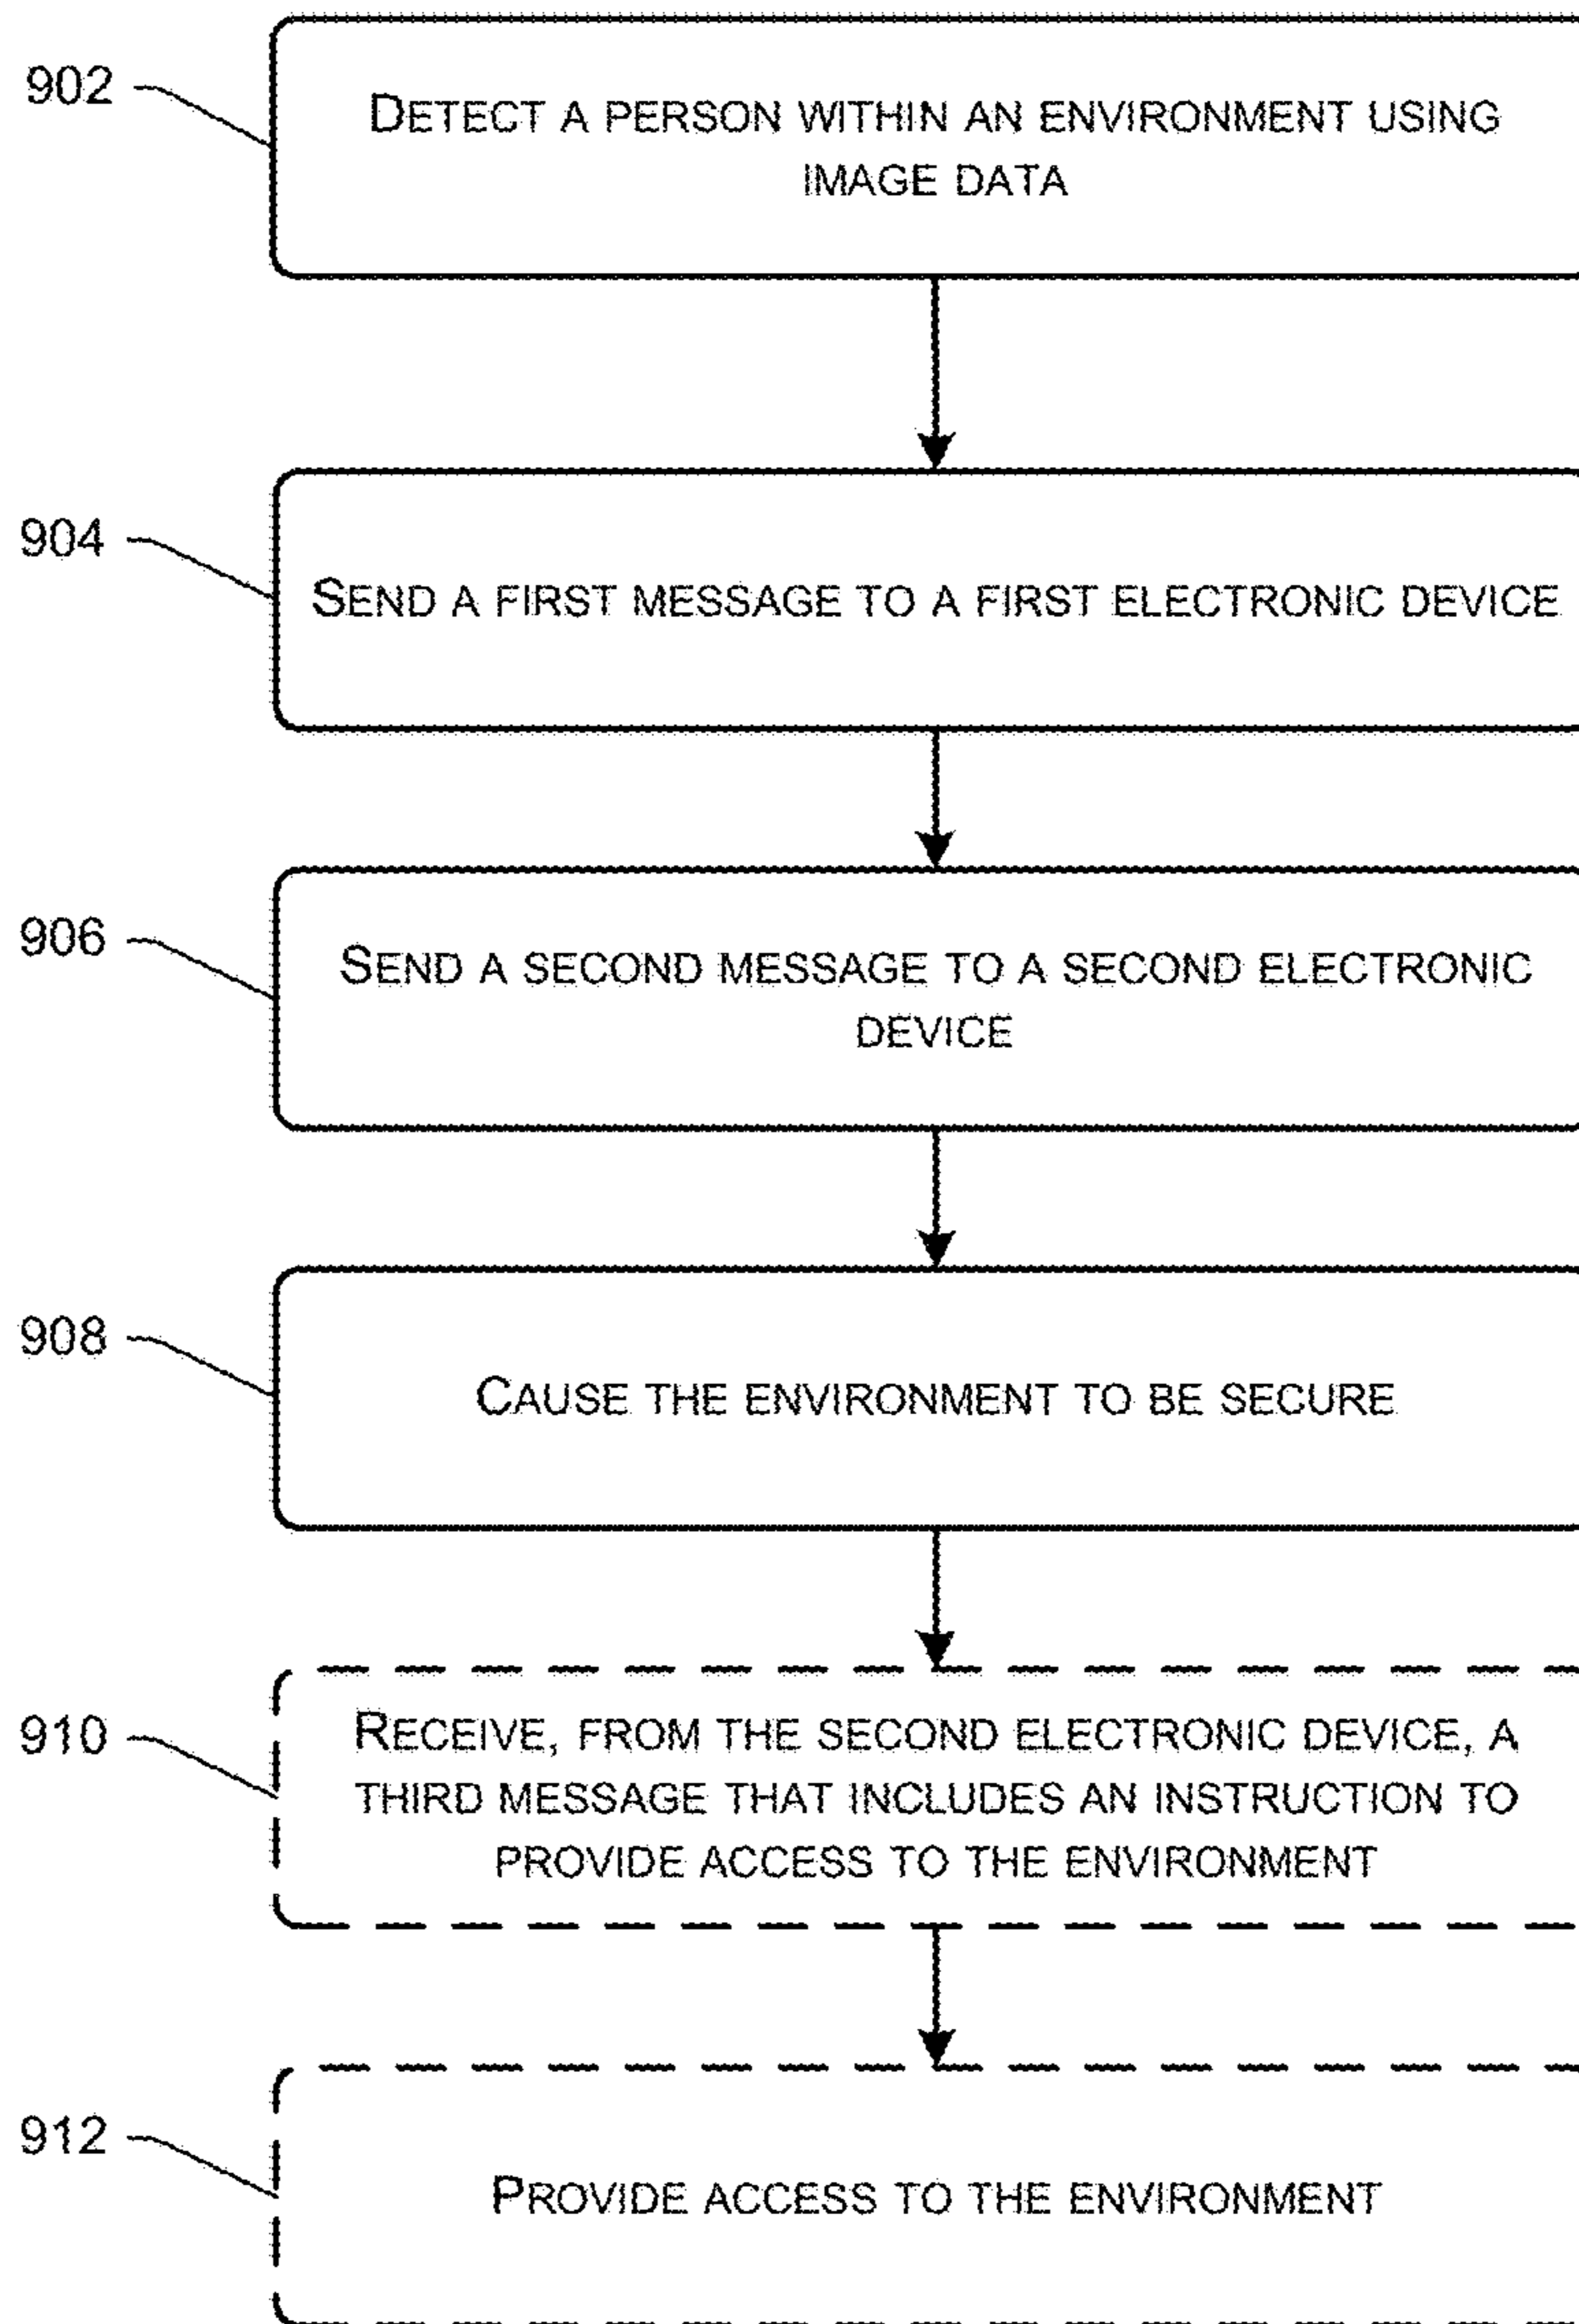 902
DETECT A PERSON WITHIN AN ENVIRONMENT USING
IMAGE DATA
904
SEND A FIRST MESSAGE TO A FIRST ELECTRONIC DEVICE
906
SEND A SECOND MESSAGE TO A SECOND ELECTRONIC
DEVICE
908
CAUSE THE ENVIRONMENT TO BE SECURE
910
RECEIVE, FROM THE SECOND ELECTRONIC DEVICE, A
THIRD MESSAGE THAT INCLUDES AN INSTRUCTION TO
PROVIDE ACCESS TO THE ENVIRONMENT
912
PROVIDE ACCESS TO THE ENVIRONMENT